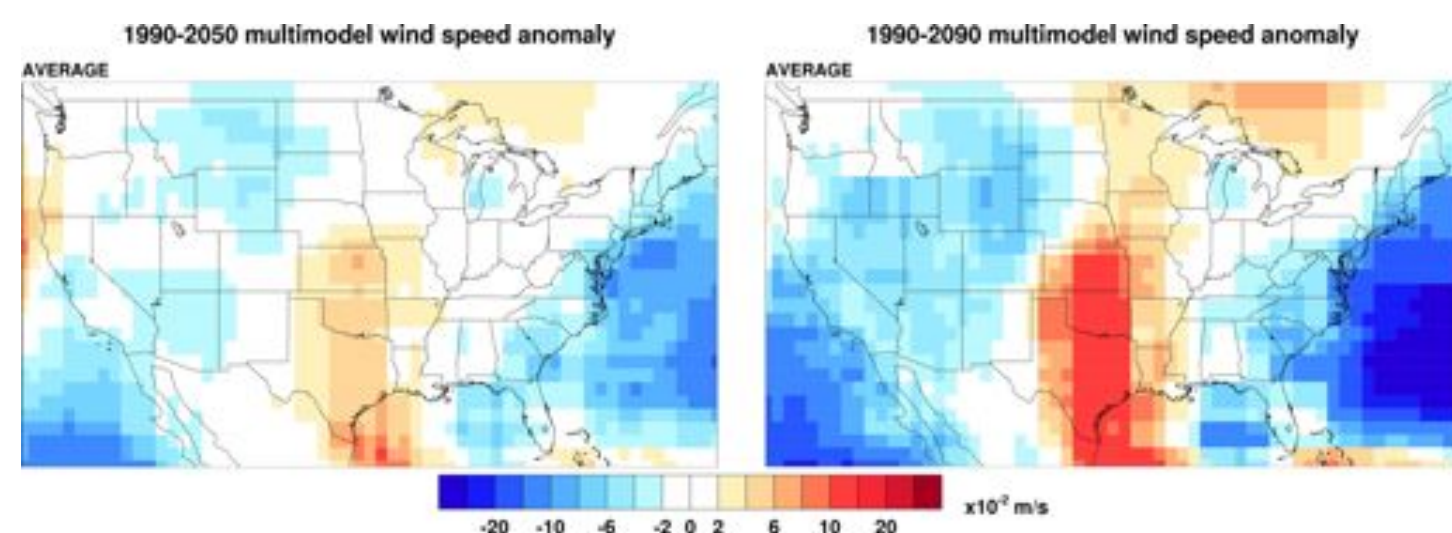 1990-2050 multimodel wind speed anomaly
AVERAGE
1990-2090 multimodel wind speed anomaly
AVERAGE
-20 -10 -6 -2 0 2 6 10 20
x10⁻² m/s